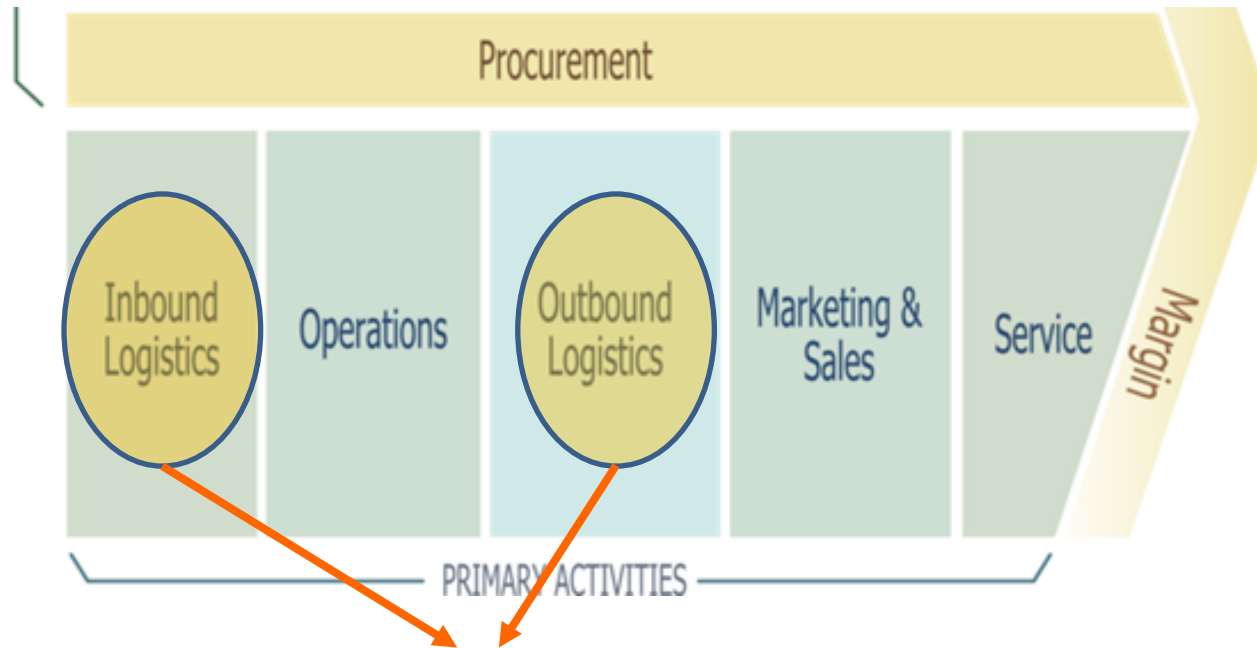 Procurement
Inbound
Logistics
Operations
Outbound
Logistics
Marketing &
Sales
Service
Margin
PRIMARY ACTIVITIES